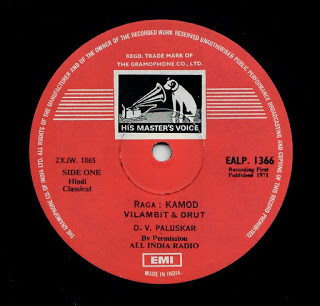 THE GRAMOPHONE CO. OF INDIA LTD. ALL RIGHTS OF THE MANUFACTURER AND OF THE OWNER OF THE RECORDED WORK RESERVED UNAUTHORISED PUBLIC PERFORMANCE BROADCASTING AND COPYING OF THIS RECORD PROHIBITED.
REGD. TRADE MARK OF
THE GRAMOPHONE CO., LTD.
HIS MASTER'S VOICE
2XJW. 1065
EALP. 1366
SIDE ONE
Hindi
Classical
Recording First
Published 1971
RAGA : KAMOD
VILAMBIT & DRUT
D. V. PALUSKAR
By Permission
ALL INDIA RADIO
EMI
MADE IN INDIA.